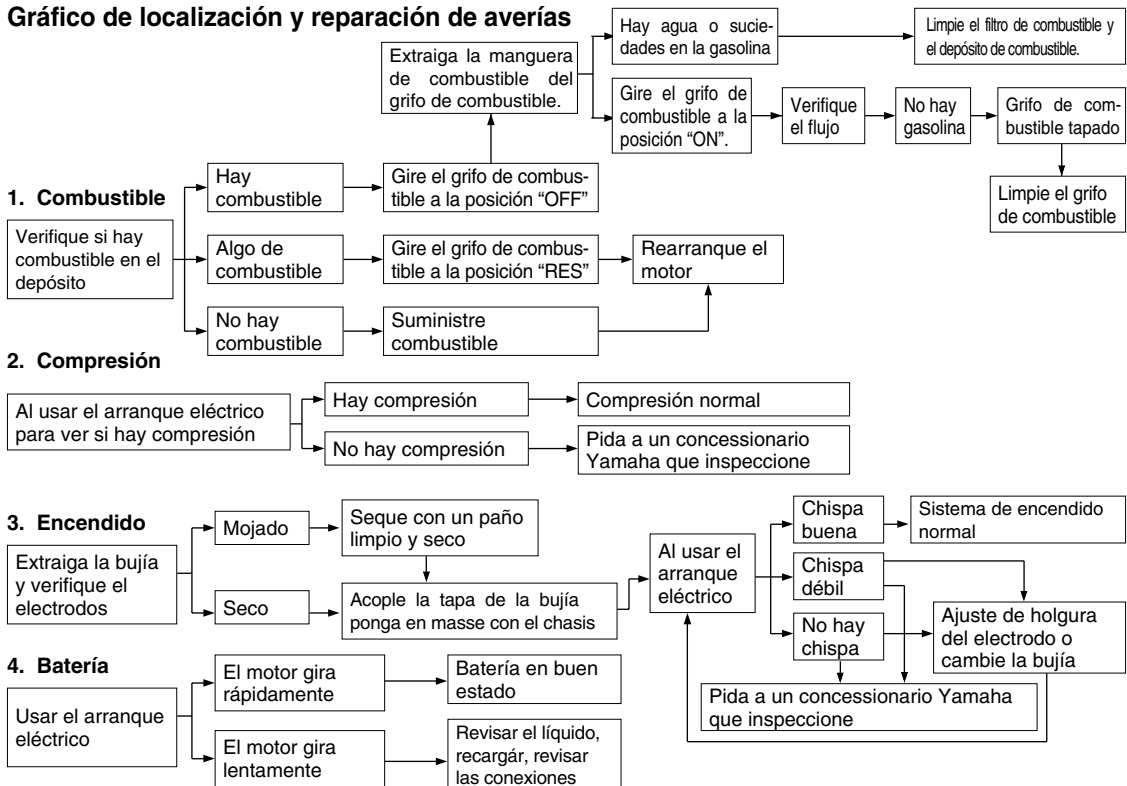 Gráfico de localización y reparación de averías
Extraiga la manguera
de combustible del
grifo de combustible.
Hay agua o sucie-
dades en la gasolina
Limpie el filtro de combustible y
el depósito de combustible.
Gire el grifo de
combustible a la
posición “ON”.
Verifique
el flujo
No hay
gasolina
Grifo de com-
bustible tapado
Limpie el grifo
de combustible
1. Combustible
Verifique si hay
combustible en el
depósito
Hay
combustible
Gire el grifo de combus-
tible a la posición “OFF”
Algo de
combustible
Gire el grifo de combus-
tible a la posición “RES”
Rearranque el
motor
No hay
combustible
Suministre
combustible
2. Compresión
Al usar el arranque eléctrico
para ver si hay compresión
Hay compresión
Compresión normal
No hay compresión
Pida a un concessionario
Yamaha que inspeccione
3. Encendido
Extraiga la bujía
y verifique el
electrodos
Mojado
Seque con un paño
limpio y seco
Seco
Acople la tapa de la bujía
ponga en masse con el chasis
Al usar el
arranque
eléctrico
Chispa
buena
Sistema de encendido
normal
Chispa
débil
No hay
chispa
Ajuste de holgura
del electrodo o
cambie la bujía
Pida a un concessionario Yamaha
que inspeccione
4. Batería
Usar el arranque
eléctrico
El motor gira
rápidamente
Batería en buen
estado
El motor gira
lentamente
Revisar el líquido,
recargár, revisar
las conexiones